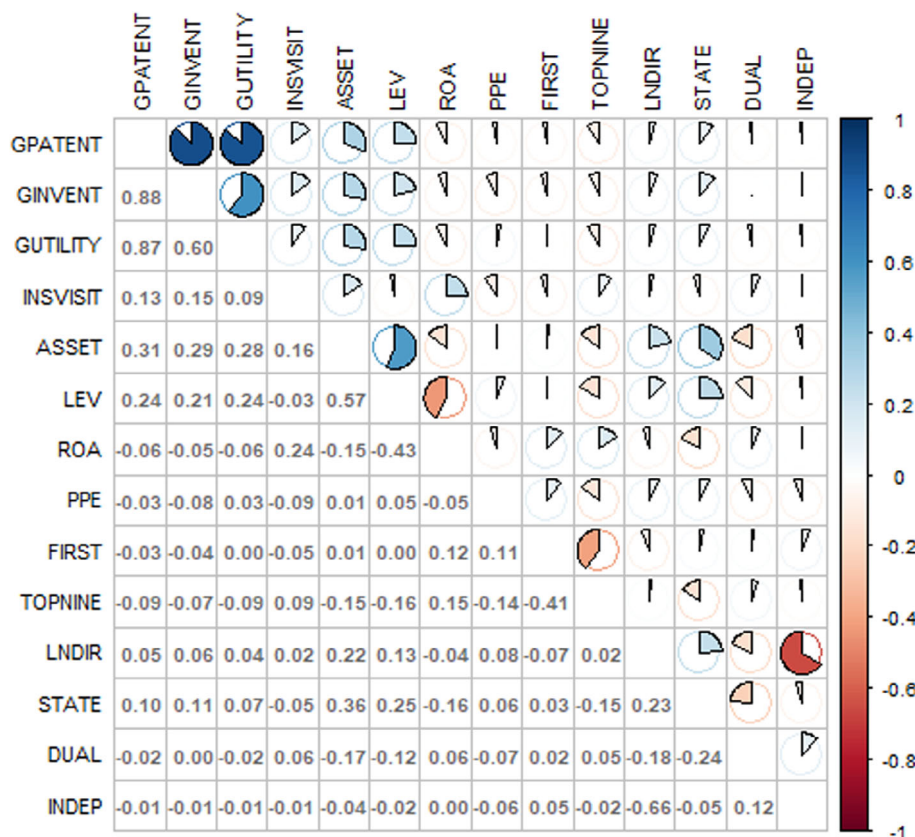 GPATENT GINVENT GUTILITY INSVISIT ASSET LEV ROA PPE FIRST TOPNINE LNDIR STATE DUAL INDEP
GPATENT
GINVENT 0.88
GUTILITY 0.87 0.60
INSVISIT 0.13 0.15 0.09
ASSET 0.31 0.29 0.28 0.16
LEV 0.24 0.21 0.24 -0.03 0.57
ROA -0.06 -0.05 -0.06 0.24 -0.15 -0.43
PPE -0.03 -0.08 0.03 -0.09 0.01 0.05 -0.05
FIRST -0.03 -0.04 0.00 -0.05 0.01 0.00 0.12 0.11
TOPNINE -0.09 -0.07 -0.09 0.09 -0.15 -0.16 0.15 -0.14 -0.41
LNDIR 0.05 0.06 0.04 0.02 0.22 0.13 -0.04 0.08 -0.07 0.02
STATE 0.10 0.11 0.07 -0.05 0.36 0.25 -0.16 0.06 0.03 -0.15 0.23
DUAL -0.02 0.00 -0.02 0.06 -0.17 -0.12 0.06 -0.07 0.02 0.05 -0.18 -0.24
INDEP -0.01 -0.01 -0.01 -0.01 -0.04 -0.02 0.00 -0.06 0.05 -0.02 -0.66 -0.05 0.12
1
0.8
0.6
0.4
0.2
0
-0.2
-0.4
-0.6
-0.8
-1